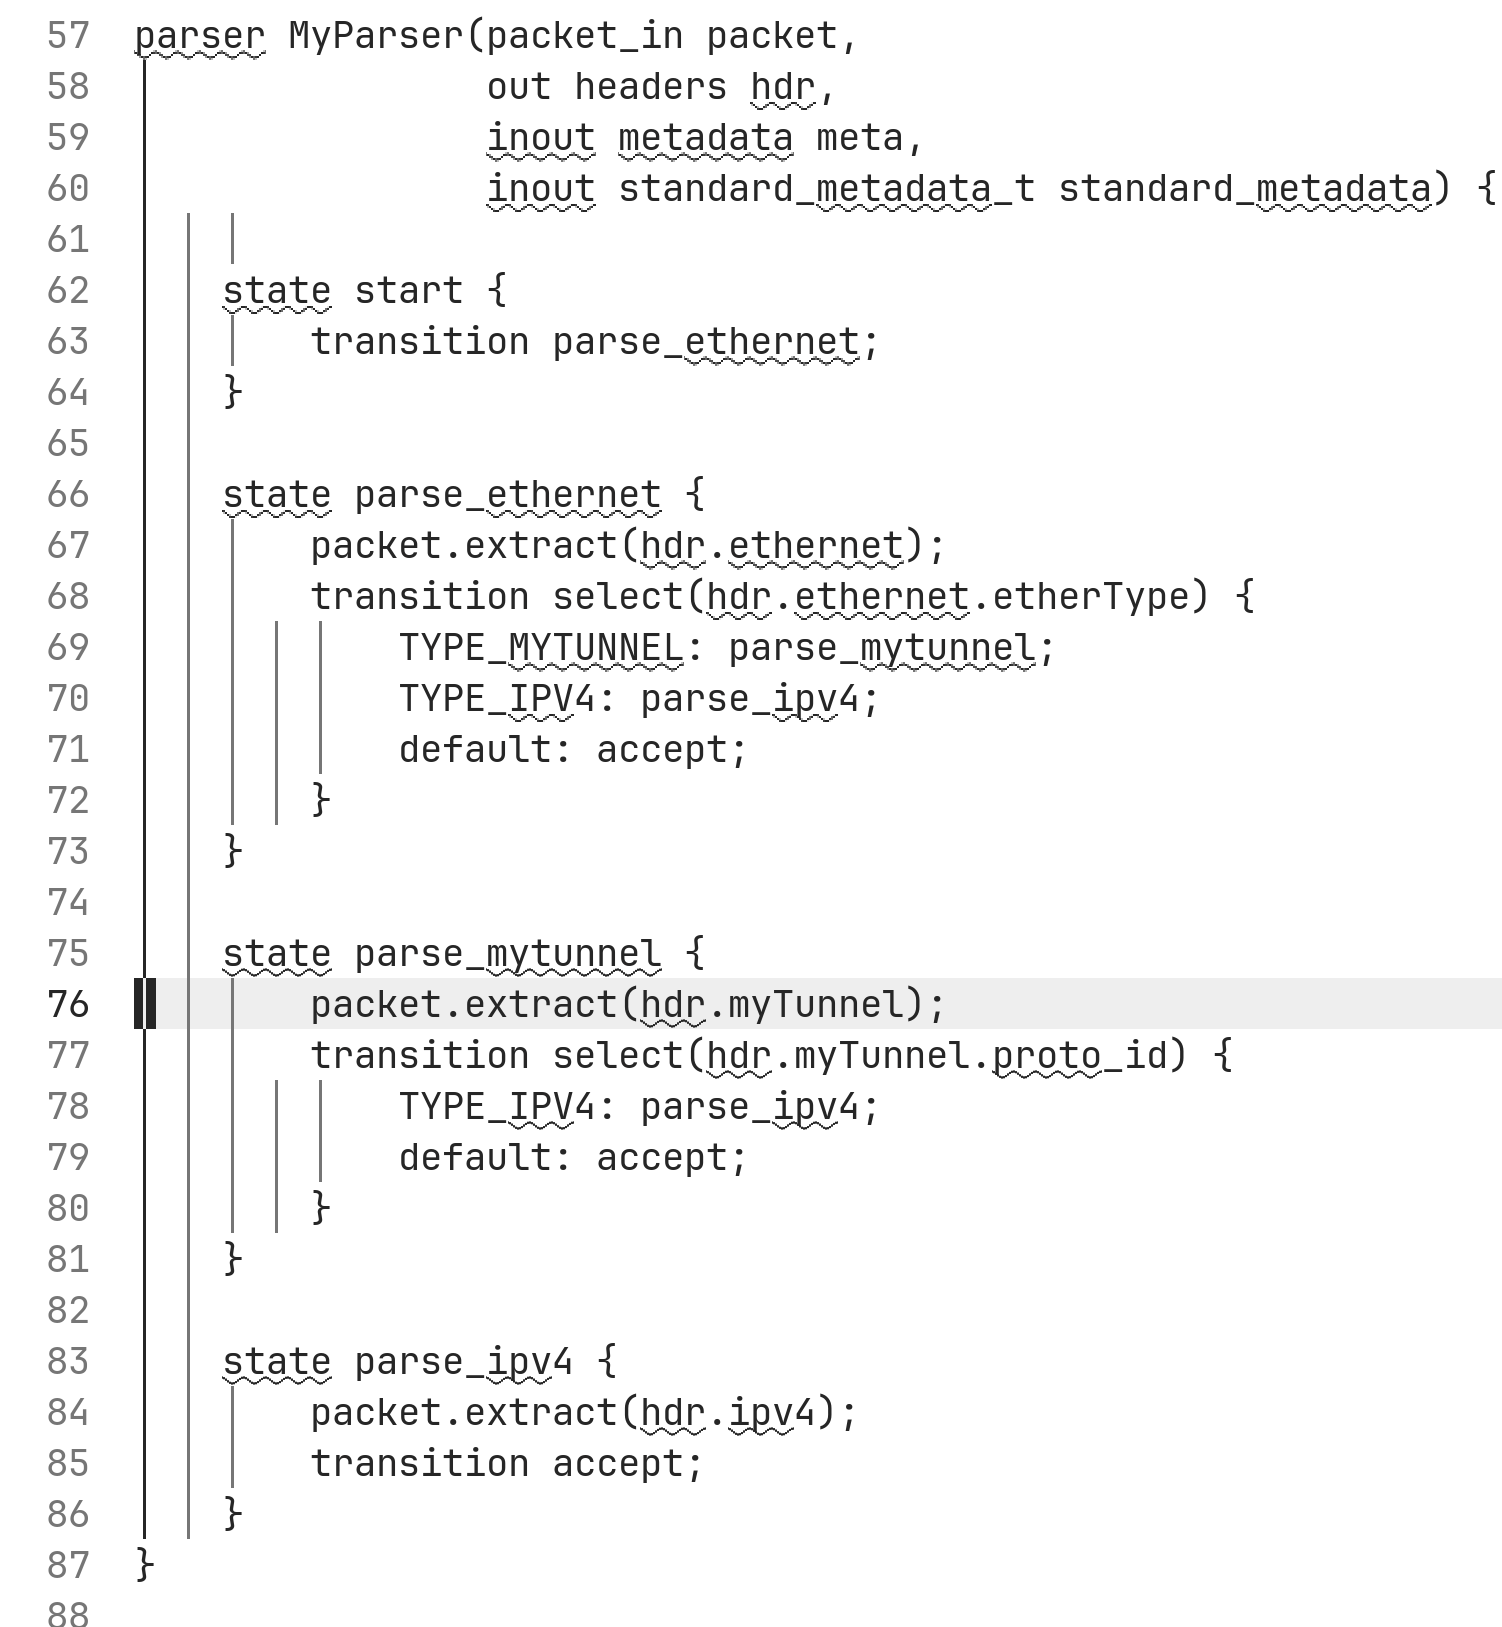 57 parser MyParser(packet_in packet,
58                 out headers hdr,
59                 inout metadata meta,
60                 inout standard_metadata_t standard_metadata) {
61
62     state start {
63         transition parse_ethernet;
64     }
65
66     state parse_ethernet {
67         packet.extract(hdr.ethernet);
68         transition select(hdr.ethernet.etherType) {
69             TYPE_MYTUNNEL: parse_mytunnel;
70             TYPE_IPV4: parse_ipv4;
71             default: accept;
72         }
73     }
74
75     state parse_mytunnel {
76         packet.extract(hdr.myTunnel);
77         transition select(hdr.myTunnel.proto_id) {
78             TYPE_IPV4: parse_ipv4;
79             default: accept;
80         }
81     }
82
83     state parse_ipv4 {
84         packet.extract(hdr.ipv4);
85         transition accept;
86     }
87 }
88